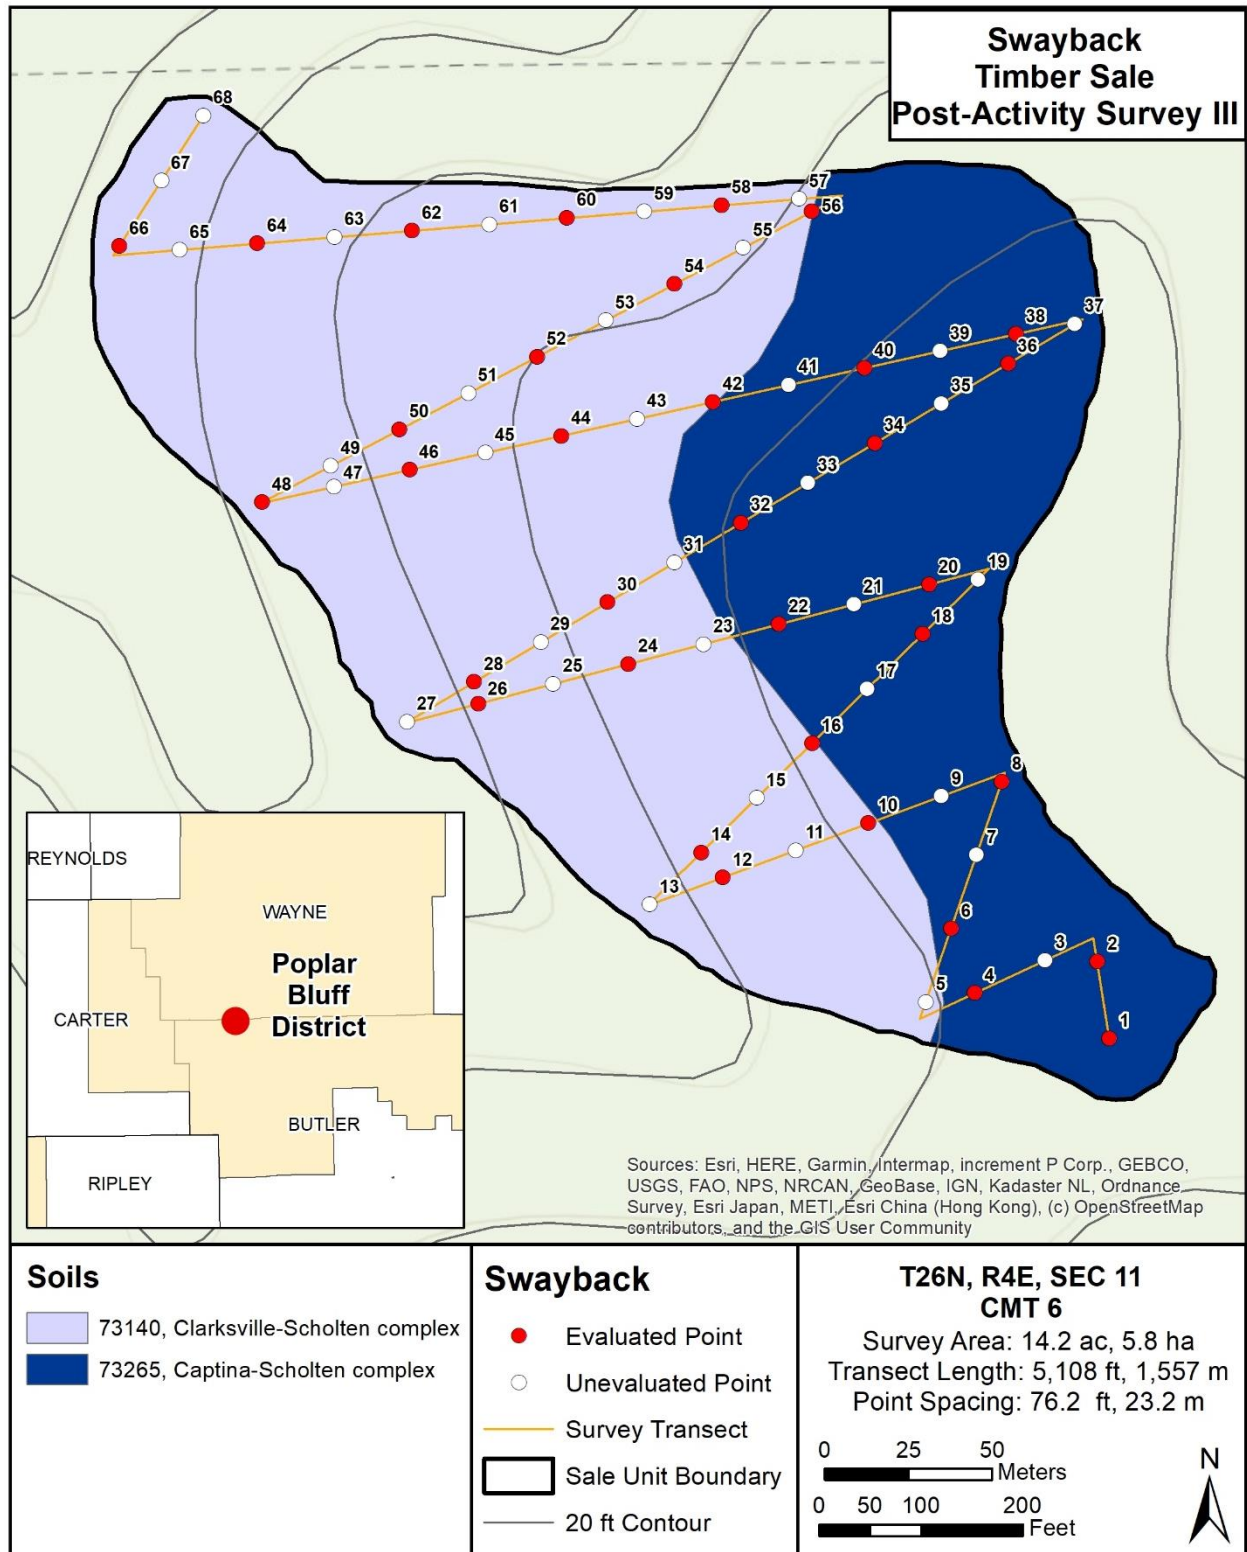 Swayback
Timber Sale
Post-Activity Survey III
68
67
57
58
59
60
61
62
63
64
65
66
56
55
54
53
52
51
50
49
48
47
46
45
44
43
42
41
40
39
38
37
36
35
34
33
32
31
30
29
28
27
26
25
24
23
22
21
20
19
18
17
16
15
14
13
12
11
10
9
8
7
6
5
4
3
2
1
REYNOLDS
WAYNE
Poplar
Bluff
District
CARTER
BUTLER
RIPLEY
Sources: Esri, HERE, Garmin, Intermap, increment P Corp., GEBCO,
USGS, FAO, NPS, NRCAN, GeoBase, IGN, Kadaster NL, Ordnance
Survey, Esri Japan, METI, Esri China (Hong Kong), (c) OpenStreetMap
contributors, and the GIS User Community
Soils
73140, Clarksville-Scholten complex
73265, Captina-Scholten complex
Swayback
Evaluated Point
Unevaluated Point
Survey Transect
Sale Unit Boundary
20 ft Contour
T26N, R4E, SEC 11
CMT 6
Survey Area: 14.2 ac, 5.8 ha
Transect Length: 5,108 ft, 1,557 m
Point Spacing: 76.2 ft, 23.2 m
0 25 50
Meters
0 50 100 200
Feet
N